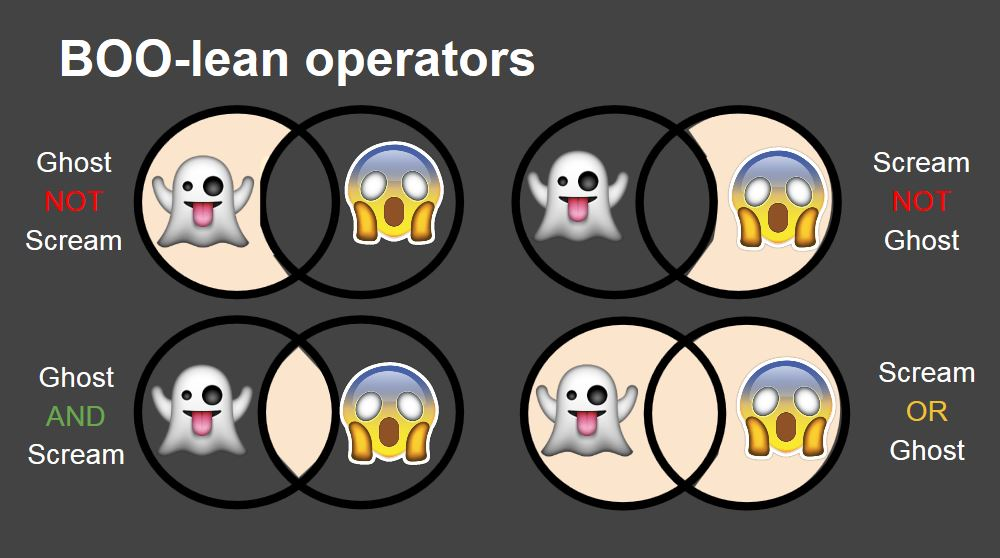 BOO-lean operators
Ghost
NOT
Scream
Scream
NOT
Ghost
Ghost
AND
Scream
Scream
OR
Ghost